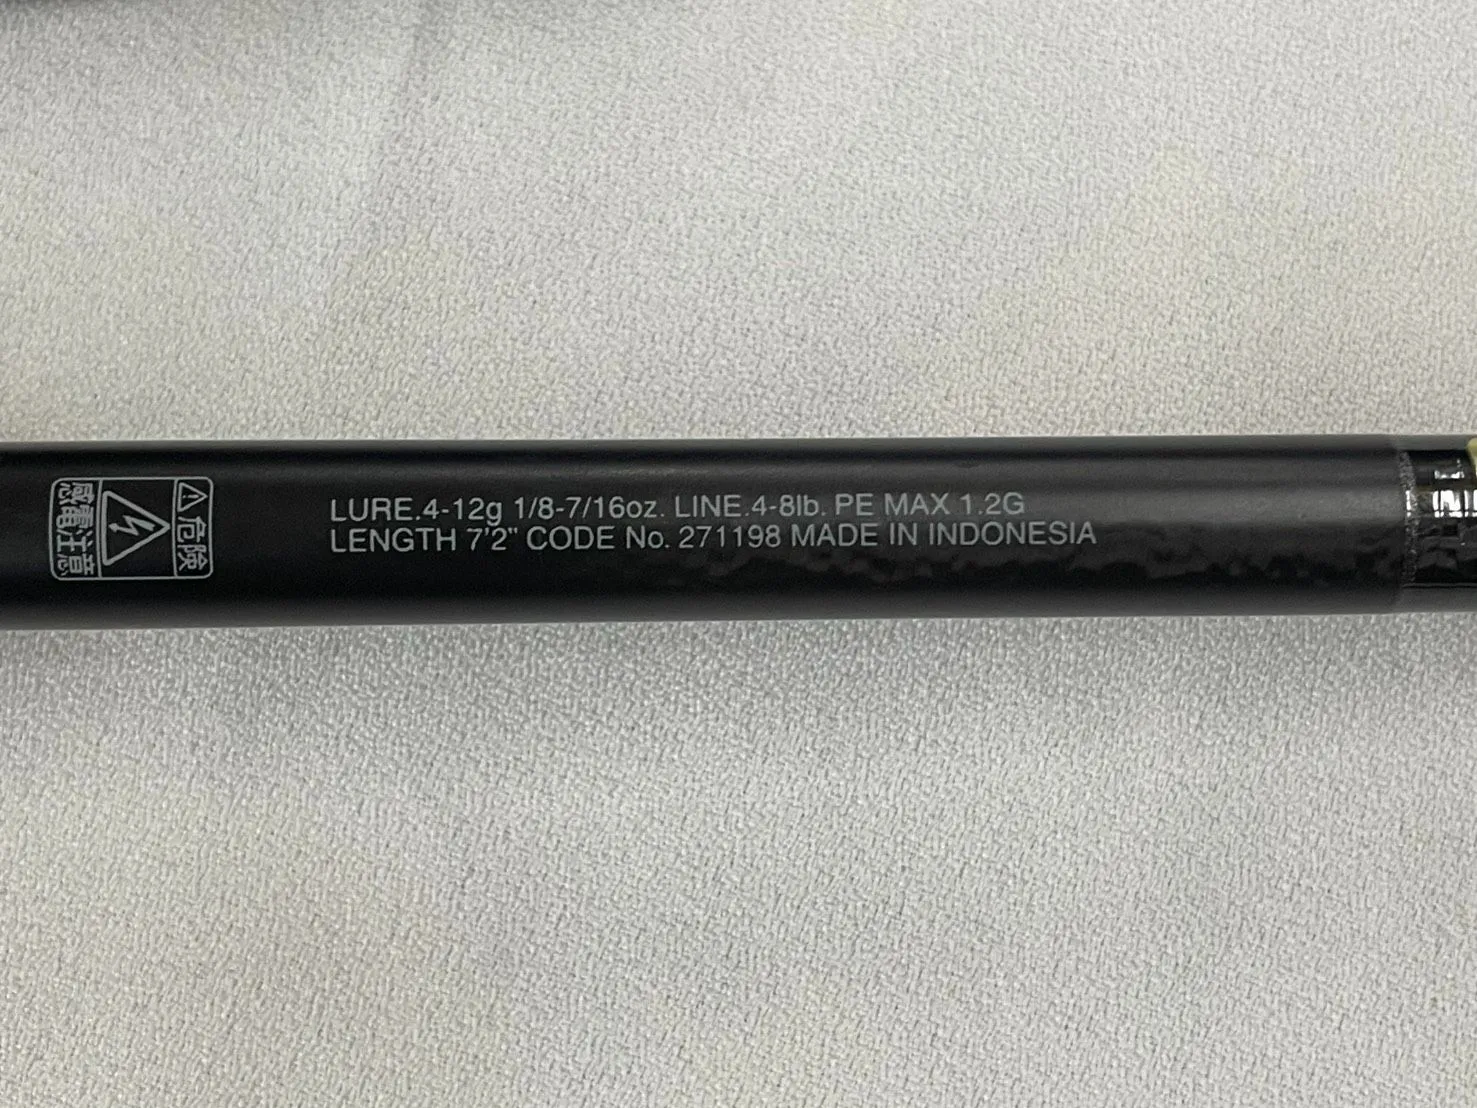 危険
感電注意
LURE.4-12g 1/8-7/16oz. LINE.4-8lb. PE MAX 1.2G
LENGTH 7'2" CODE No. 271198 MADE IN INDONESIA